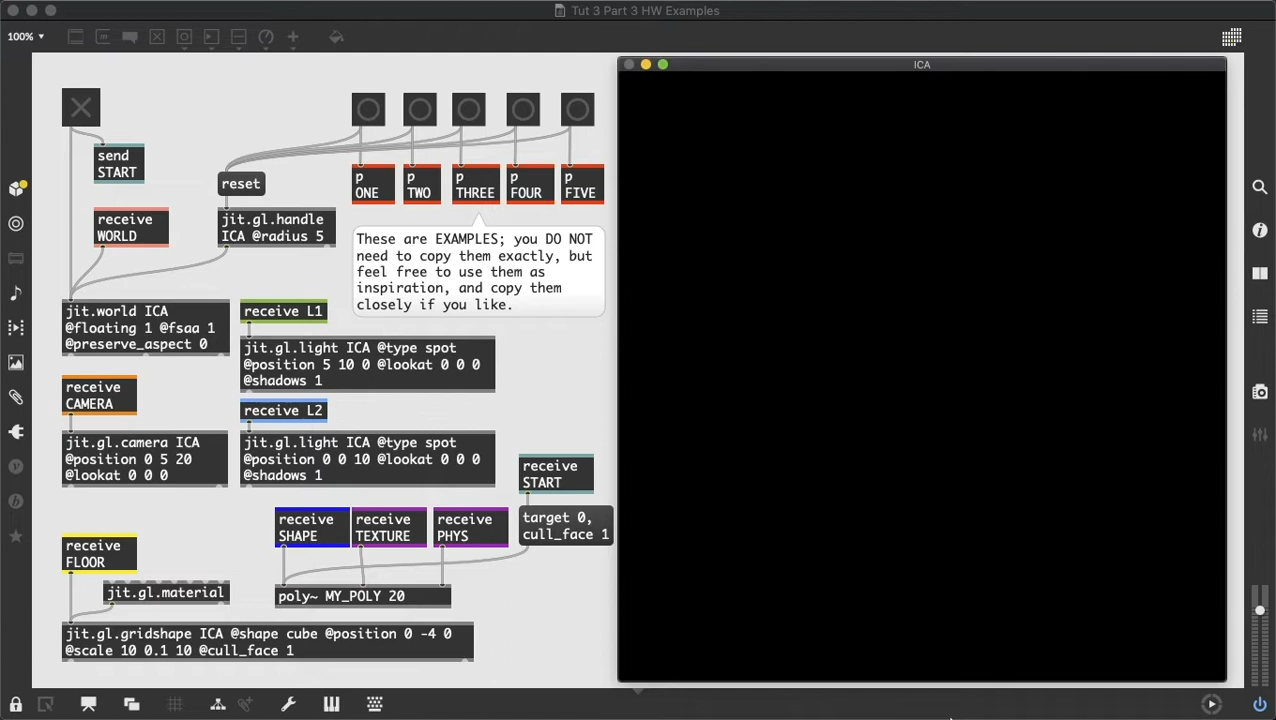 Tut 3 Part 3 HW Examples
100%
ICA
send
START
receive
WORLD
reset
jit.gl.handle
ICA @radius 5
p
ONE
p
TWO
p
THREE
p
FOUR
p
FIVE
These are EXAMPLES; you DO NOT
need to copy them exactly, but
feel free to use them as
inspiration, and copy them
closely if you like.
jit.world ICA
@floating 1 @fsaa 1
@preserve_aspect 0
receive L1
jit.gl.light ICA @type spot
@position 5 10 0 @lookat 0 0 0
@shadows 1
receive
CAMERA
receive L2
jit.gl.camera ICA
@position 0 5 20
@lookat 0 0 0
jit.gl.light ICA @type spot
@position 0 0 10 @lookat 0 0 0
@shadows 1
receive
START
target 0,
cull_face 1
receive
SHAPE
receive
TEXTURE
receive
PHYS
receive
FLOOR
jit.gl.material
poly~ MY_POLY 20
jit.gl.gridshape ICA @shape cube @position 0 -4 0
@scale 10 0.1 10 @cull_face 1